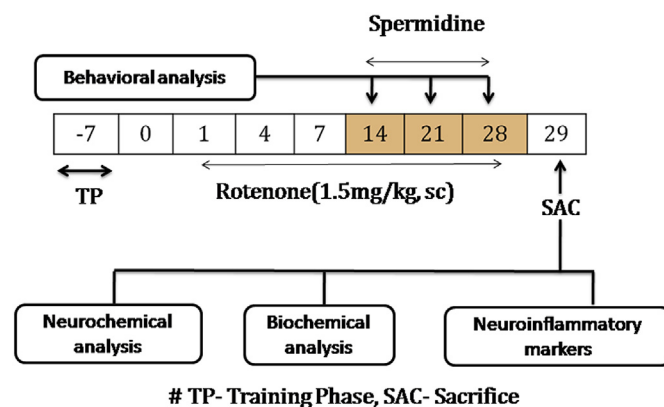 Spermidine
Behavioral analysis
-7 0 1 4 7 14 21 28 29
TP
Rotenone(1.5mg/kg, sc)
SAC
Neurochemical
analysis
Biochemical
analysis
Neuroinflammatory
markers
# TP- Training Phase, SAC- Sacrifice